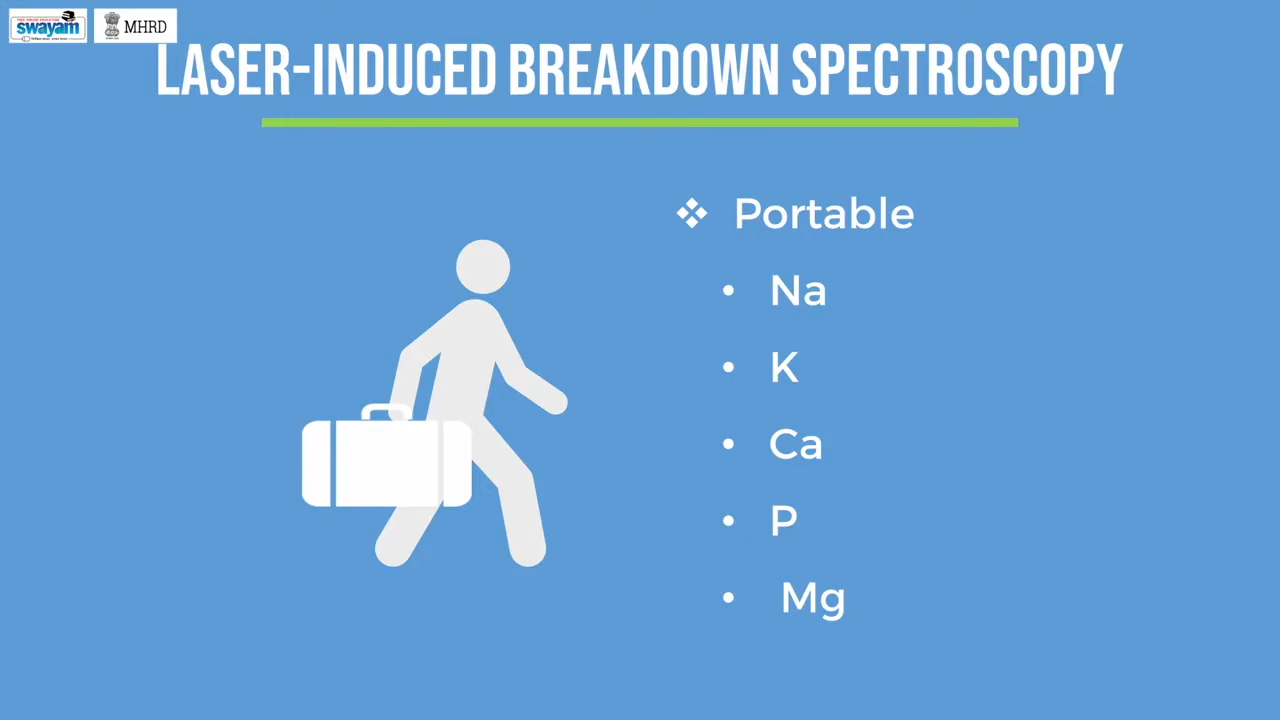 swayam
MHRD
LASER-INDUCED BREAKDOWN SPECTROSCOPY
❖ Portable
• Na
• K
• Ca
• P
• Mg